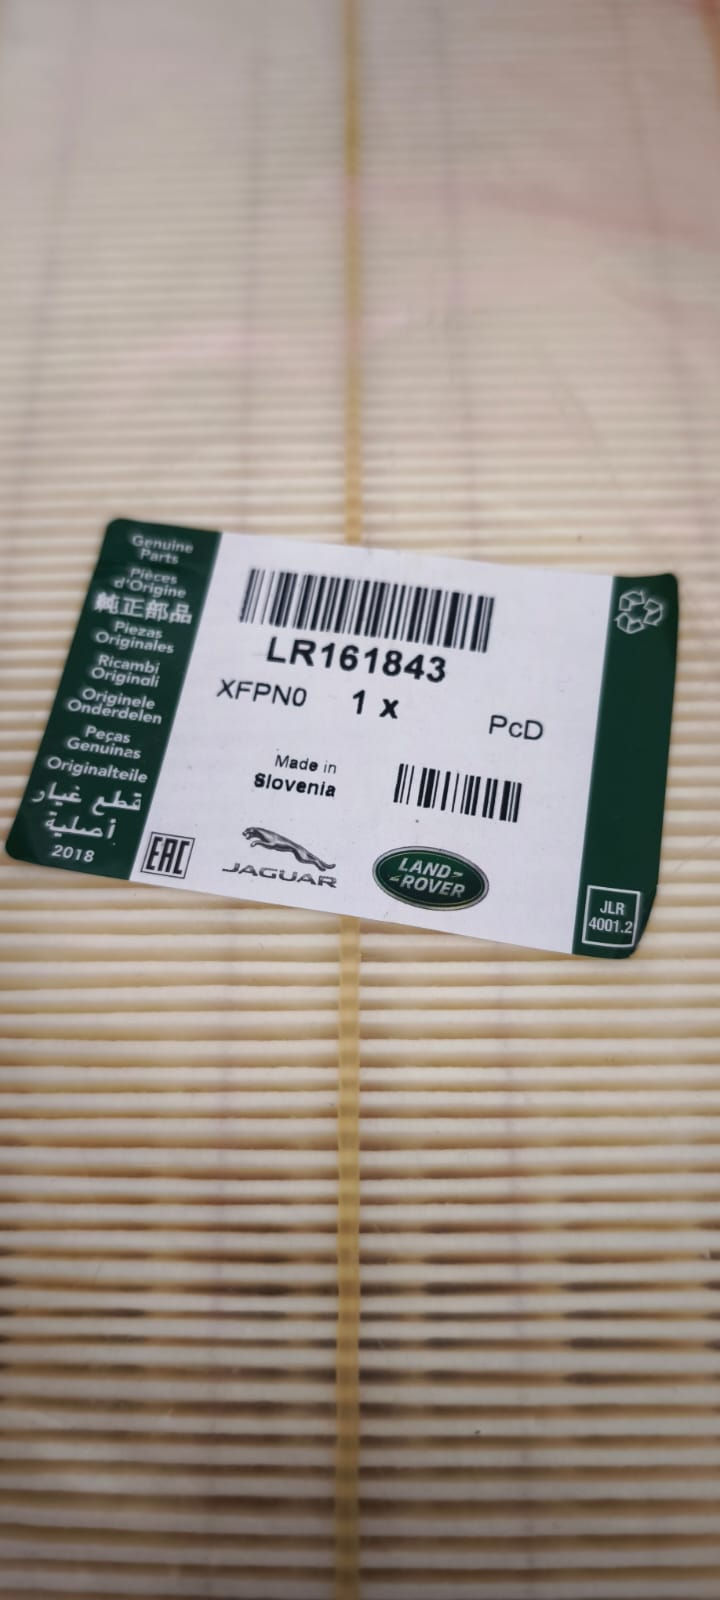 Genuine
Parts
Pièces
d'Origine
純正部品
Piezas
Originales
Ricambi
Originali
Originele
Onderdelen
Peças
Genuinas
Originalteile
قطع غيار
أصلية
2018
LR161843
XFPN0 1 x PcD
Made in
Slovenia
EAC
JAGUAR
LAND-
-ROVER
JLR
4001.2